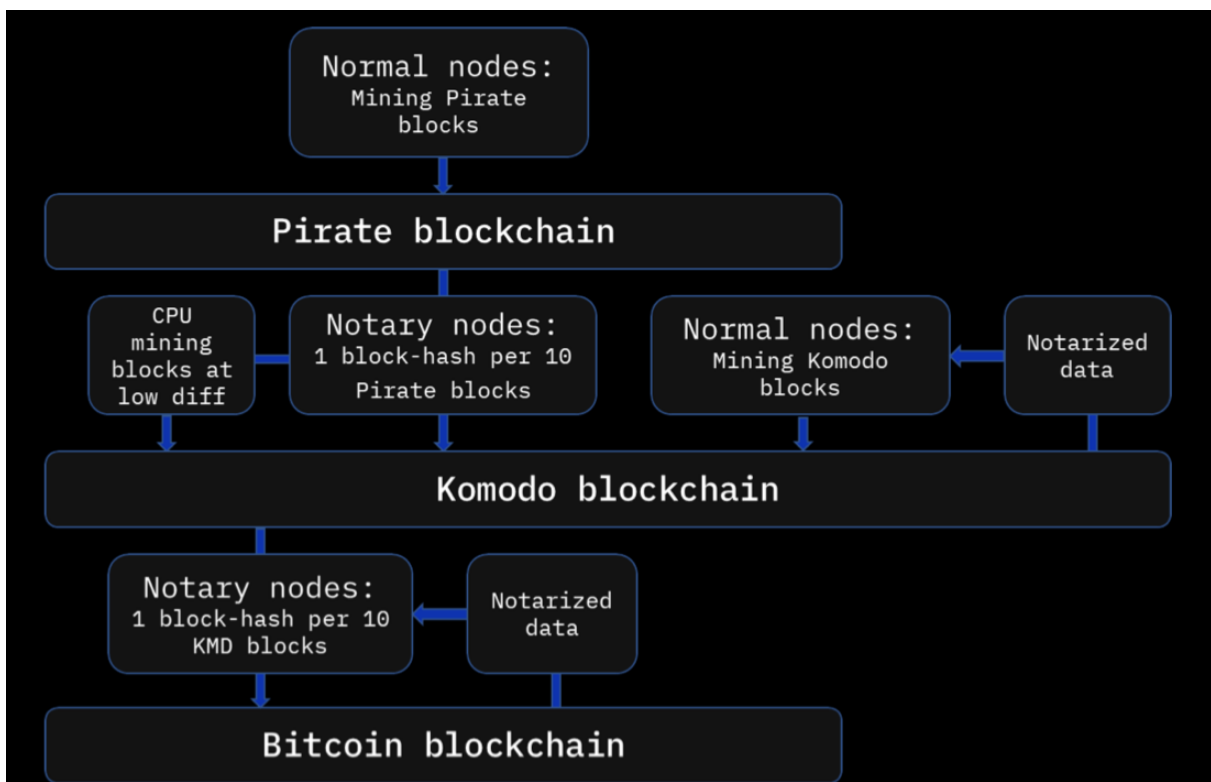 Normal nodes:
Mining Pirate
blocks
Pirate blockchain
CPU
mining
blocks at
low diff
Notary nodes:
1 block-hash per 10
Pirate blocks
Normal nodes:
Mining Komodo
blocks
Notarized
data
Komodo blockchain
Notary nodes:
1 block-hash per 10
KMD blocks
Notarized
data
Bitcoin blockchain